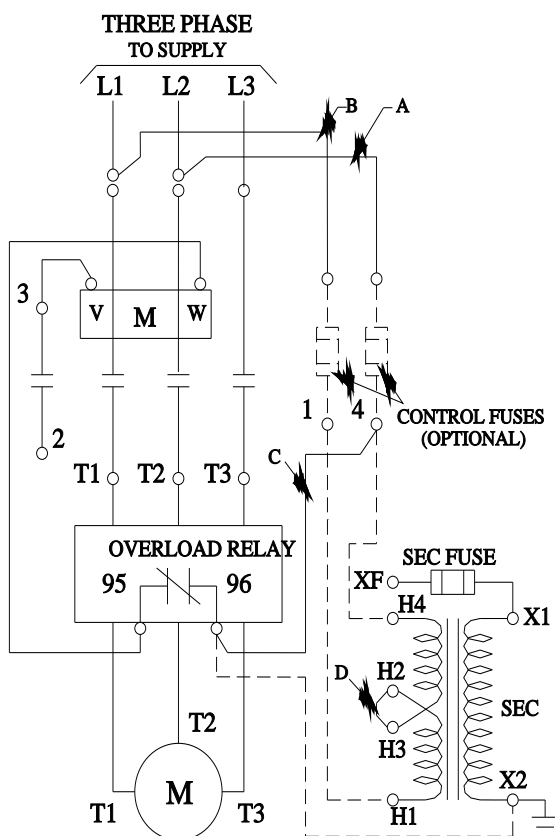 THREE PHASE
TO SUPPLY
L1 L2 L3
B A
3
V M W
2
1 4
CONTROL FUSES
(OPTIONAL)
C
T1 T2 T3
OVERLOAD RELAY
95 96
SEC FUSE
XF
H4 X1
D H2
SEC
H3
T2
X2
M
T1 T3
H1